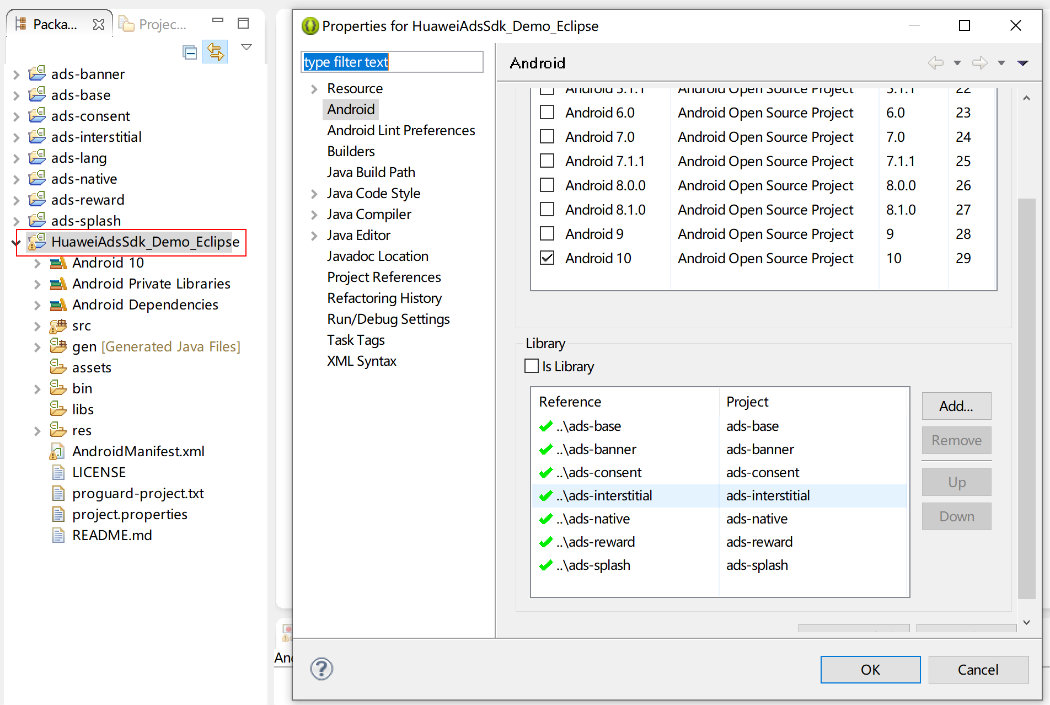 Packa...
Projec...
ads-banner
ads-base
ads-consent
ads-interstitial
ads-lang
ads-native
ads-reward
ads-splash
HuaweiAdsSdk_Demo_Eclipse
Android 10
Android Private Libraries
Android Dependencies
src
gen [Generated Java Files]
assets
bin
libs
res
AndroidManifest.xml
LICENSE
proguard-project.txt
project.properties
README.md
Properties for HuaweiAdsSdk_Demo_Eclipse
type filter text
Resource
Android
Android Lint Preferences
Builders
Java Build Path
Java Code Style
Java Compiler
Java Editor
Javadoc Location
Project References
Refactoring History
Run/Debug Settings
Task Tags
XML Syntax
Android
Android 5.1.1 Android Open Source Project 5.1.1 22
Android 6.0 Android Open Source Project 6.0 23
Android 7.0 Android Open Source Project 7.0 24
Android 7.1.1 Android Open Source Project 7.1.1 25
Android 8.0.0 Android Open Source Project 8.0.0 26
Android 8.1.0 Android Open Source Project 8.1.0 27
Android 9 Android Open Source Project 9 28
Android 10 Android Open Source Project 10 29
Library
Is Library
Reference Project
..\ads-base ads-base
..\ads-banner ads-banner
..\ads-consent ads-consent
..\ads-interstitial ads-interstitial
..\ads-native ads-native
..\ads-reward ads-reward
..\ads-splash ads-splash
Add...
Remove
Up
Down
OK
Cancel